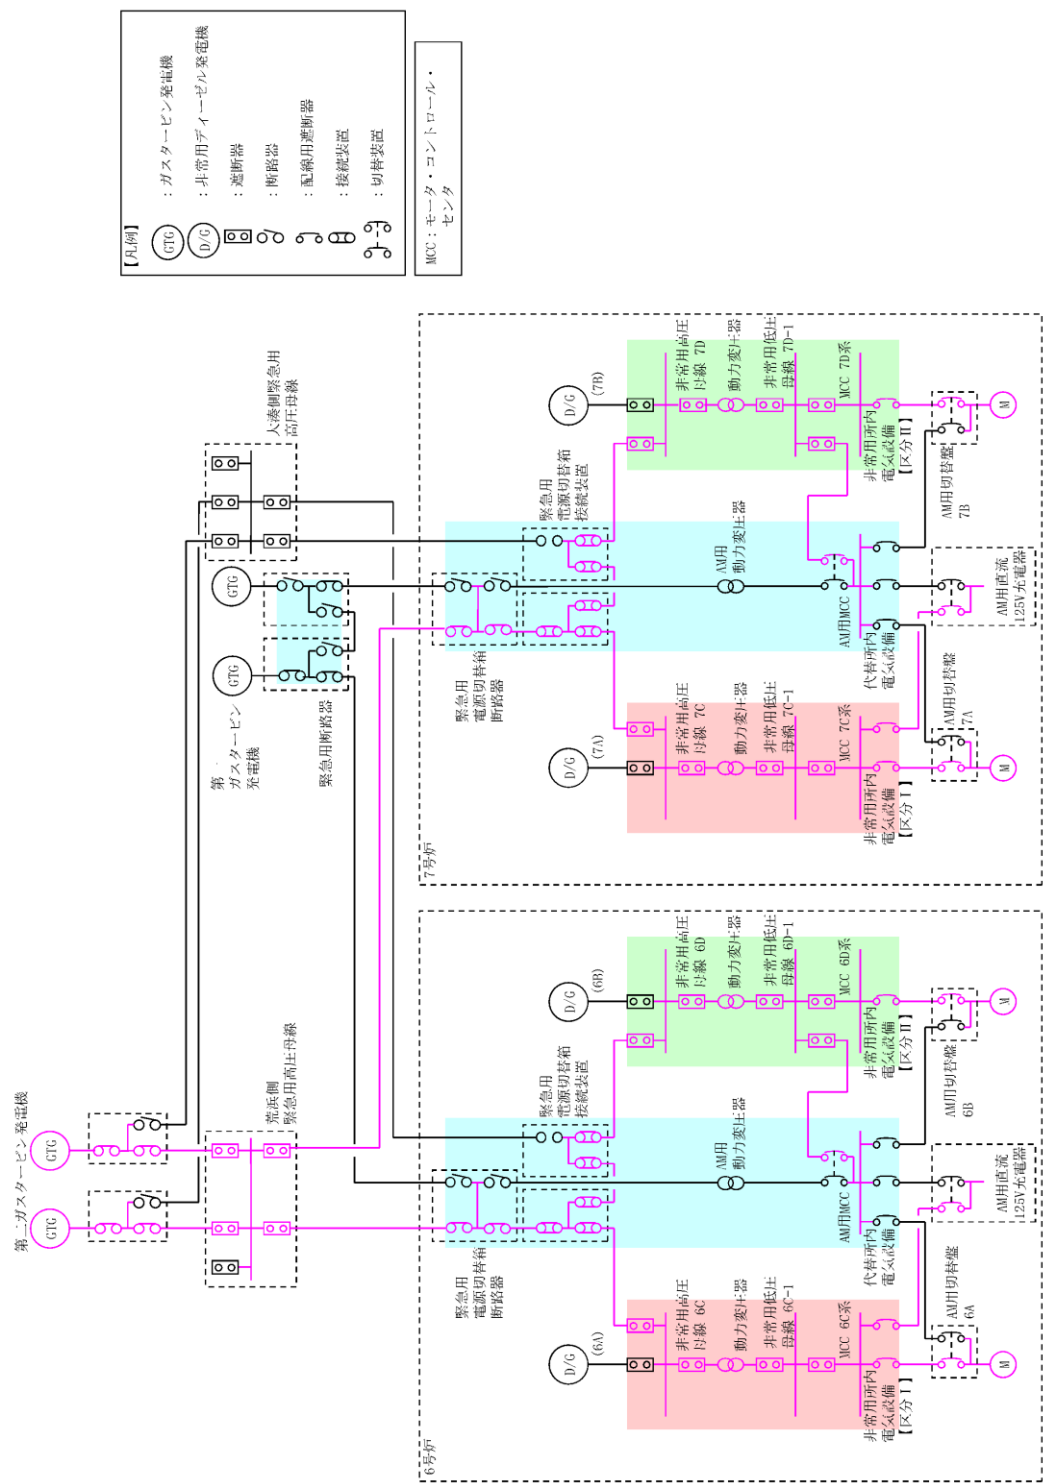 【凡例】
GTG
：ガスタービン発電機
D/G
：非常用ディーゼル発電機
：遮断器
：断路器
：配線用遮断器
：接続装置
：切替装置
MCC：モータ・コントロール・
センタ
第二ガスタービン発電機
GTG
GTG
荒浜側
緊急用高圧母線
大湊側緊急用
高圧母線
第一
ガスタービン
発電機
GTG
GTG
緊急用断路器
6号炉
緊急用
電源切替箱
断路器
緊急用
電源切替箱
接続装置
D/G
(6A)
D/G
(6B)
非常用高圧
母線 6C
動力変圧器
非常用低圧
母線 6C-1
MCC 6C系
非常用所内
電気設備
【区分Ⅰ】
AM用
動力変圧器
AM用MCC
代替所内
電気設備
非常用高圧
母線 6D
動力変圧器
非常用低圧
母線 6D-1
MCC 6D系
非常用所内
電気設備
【区分Ⅱ】
AM用切替盤
6A
AM用直流
125V充電器
AM用切替盤
6B
M
M
7号炉
緊急用
電源切替箱
断路器
緊急用
電源切替箱
接続装置
D/G
(7A)
D/G
(7B)
非常用高圧
母線 7C
動力変圧器
非常用低圧
母線 7C-1
MCC 7C系
非常用所内
電気設備
【区分Ⅰ】
AM用
動力変圧器
AM用MCC
代替所内
電気設備
非常用高圧
母線 7D
動力変圧器
非常用低圧
母線 7D-1
MCC 7D系
非常用所内
電気設備
【区分Ⅱ】
AM用切替盤
7A
AM用直流
125V充電器
AM用切替盤
7B
M
M